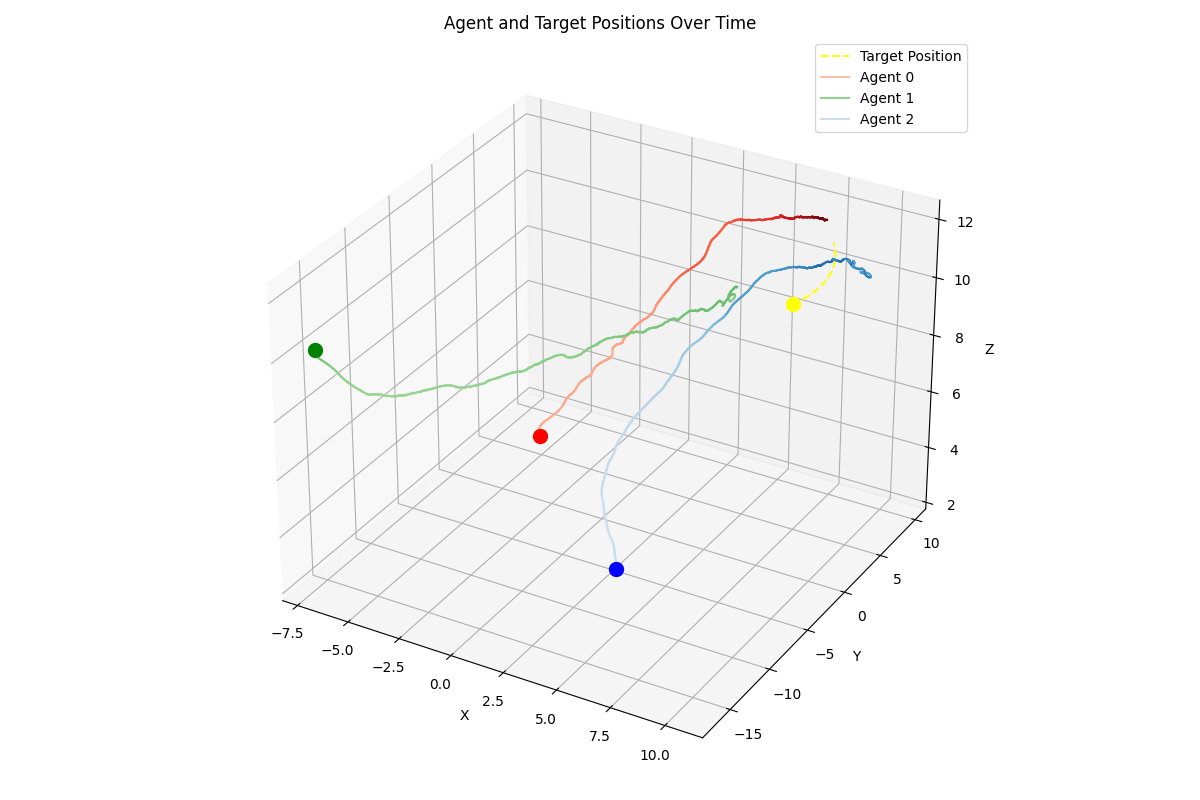 Agent and Target Positions Over Time
Target Position
Agent 0
Agent 1
Agent 2
12
10
8
6
4
2
Z
10
5
0
−5
−10
−15
Y
−7.5
−5.0
−2.5
0.0
2.5
5.0
7.5
10.0
X